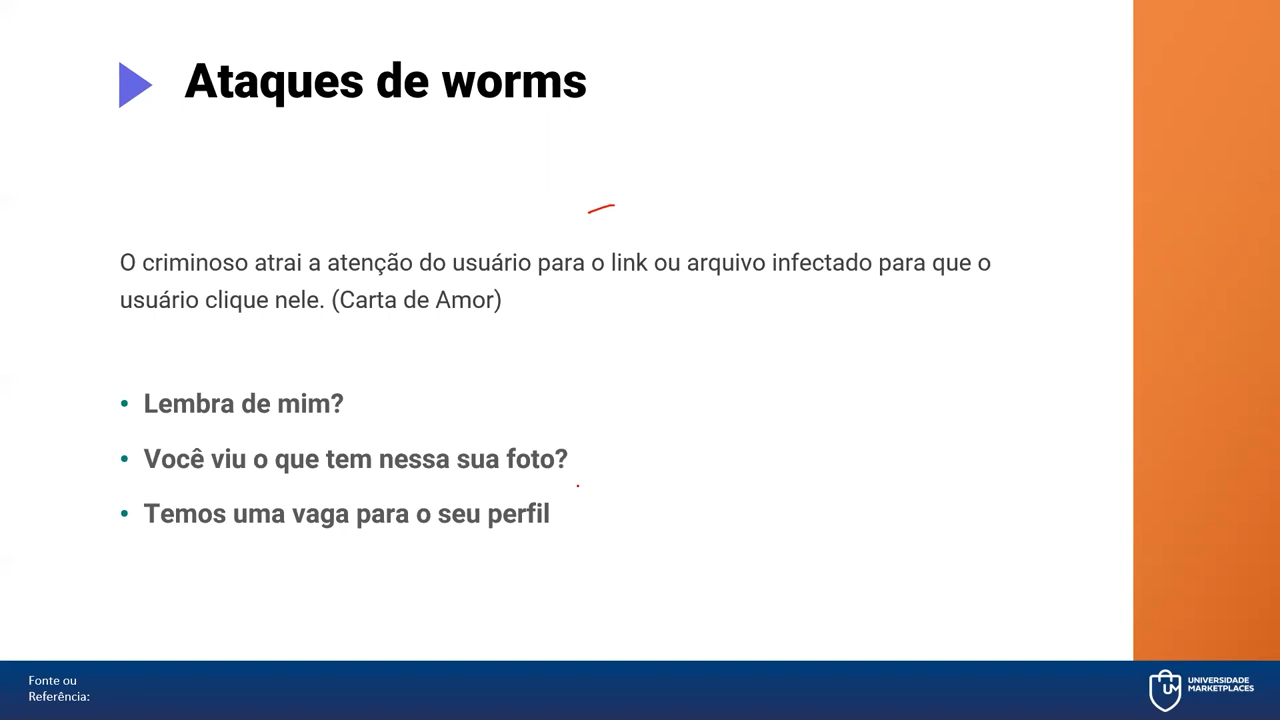 Ataques de worms
O criminoso atrai a atenção do usuário para o link ou arquivo infectado para que o
usuário clique nele. (Carta de Amor)
• Lembra de mim?
• Você viu o que tem nessa sua foto?
• Temos uma vaga para o seu perfil
Fonte ou
Referência:
UM
UNIVERSIDADE
MARKETPLACES